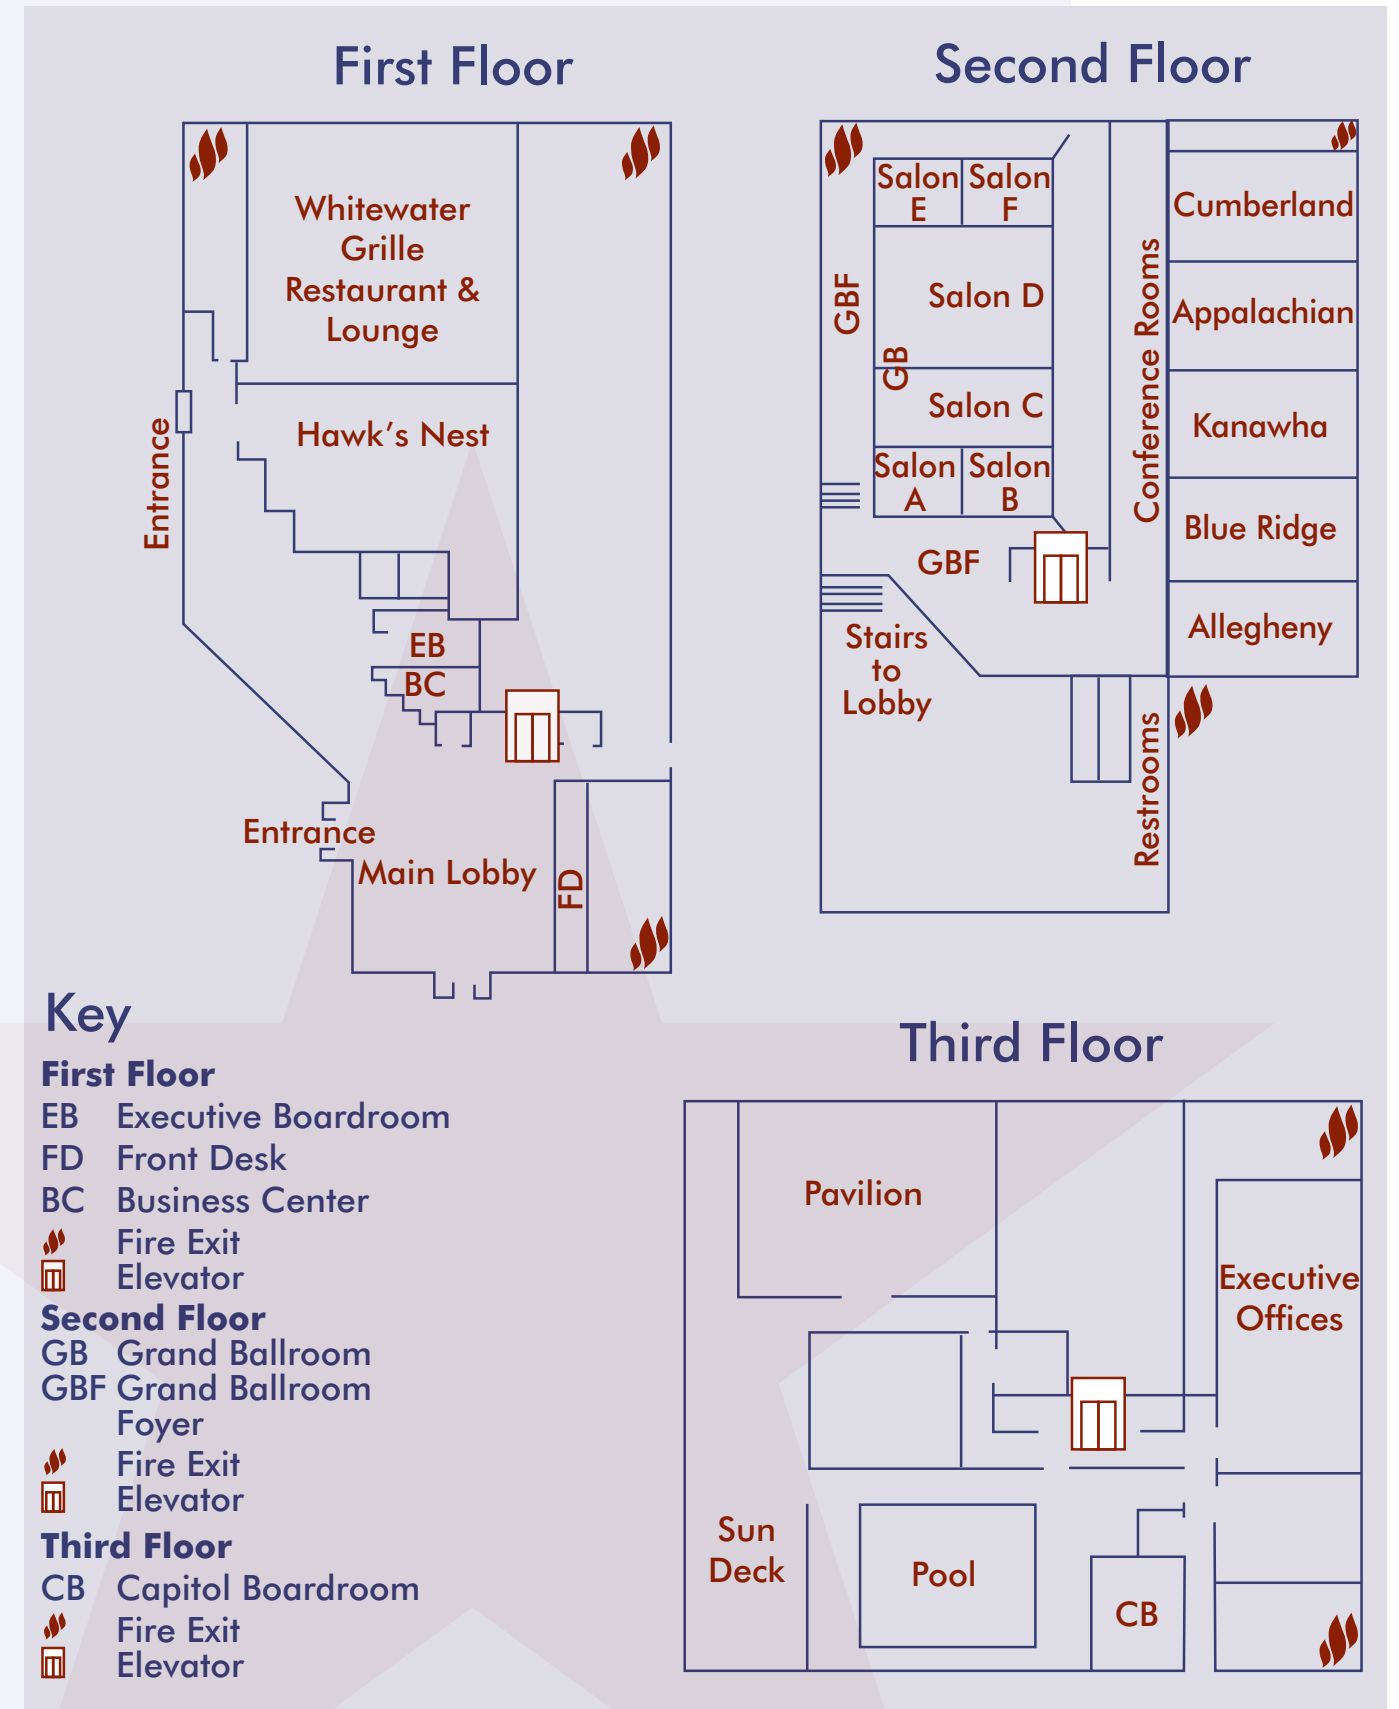 First Floor
Whitewater
Grille
Restaurant &
Lounge
Hawk's Nest
Entrance
EB
BC
Entrance
Main Lobby
FD
Second Floor
Salon
E
Salon
F
Salon D
GBF
GB
Salon C
Salon
A
Salon
B
GBF
Stairs
to
Lobby
Conference Rooms
Cumberland
Appalachian
Kanawha
Blue Ridge
Allegheny
Restrooms
Key
First Floor
EB Executive Boardroom
FD Front Desk
BC Business Center
Fire Exit
Elevator
Second Floor
GB Grand Ballroom
GBF Grand Ballroom
Foyer
Fire Exit
Elevator
Third Floor
CB Capitol Boardroom
Fire Exit
Elevator
Third Floor
Pavilion
Executive
Offices
Sun
Deck
Pool
CB